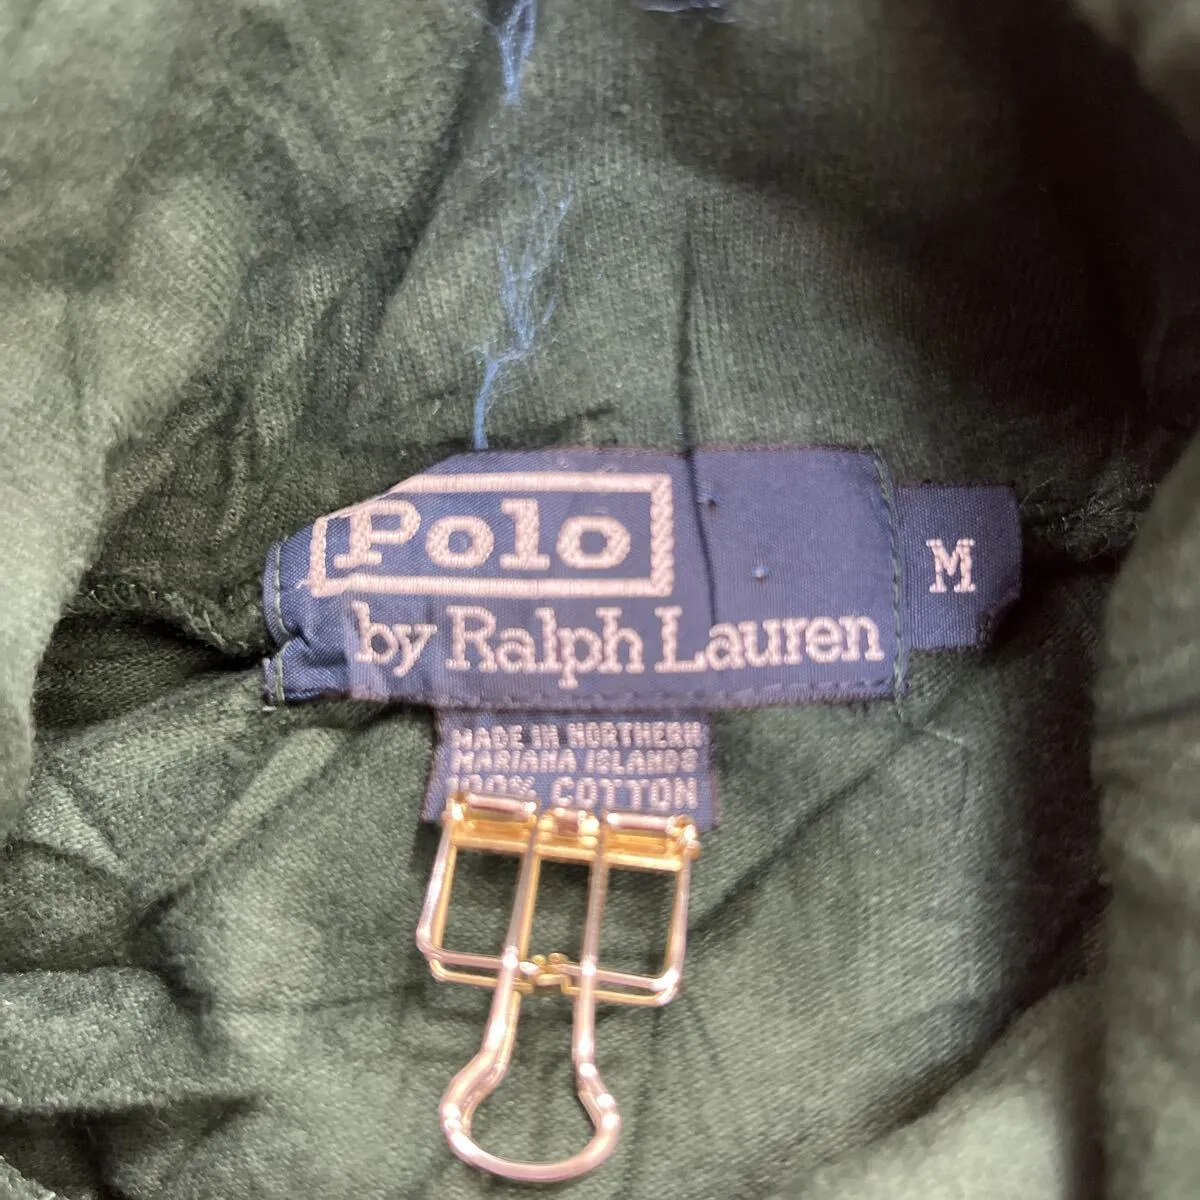 Polo
by Ralph Lauren
M
MADE IN NORTHERN
MARIANA ISLANDS
100% COTTON